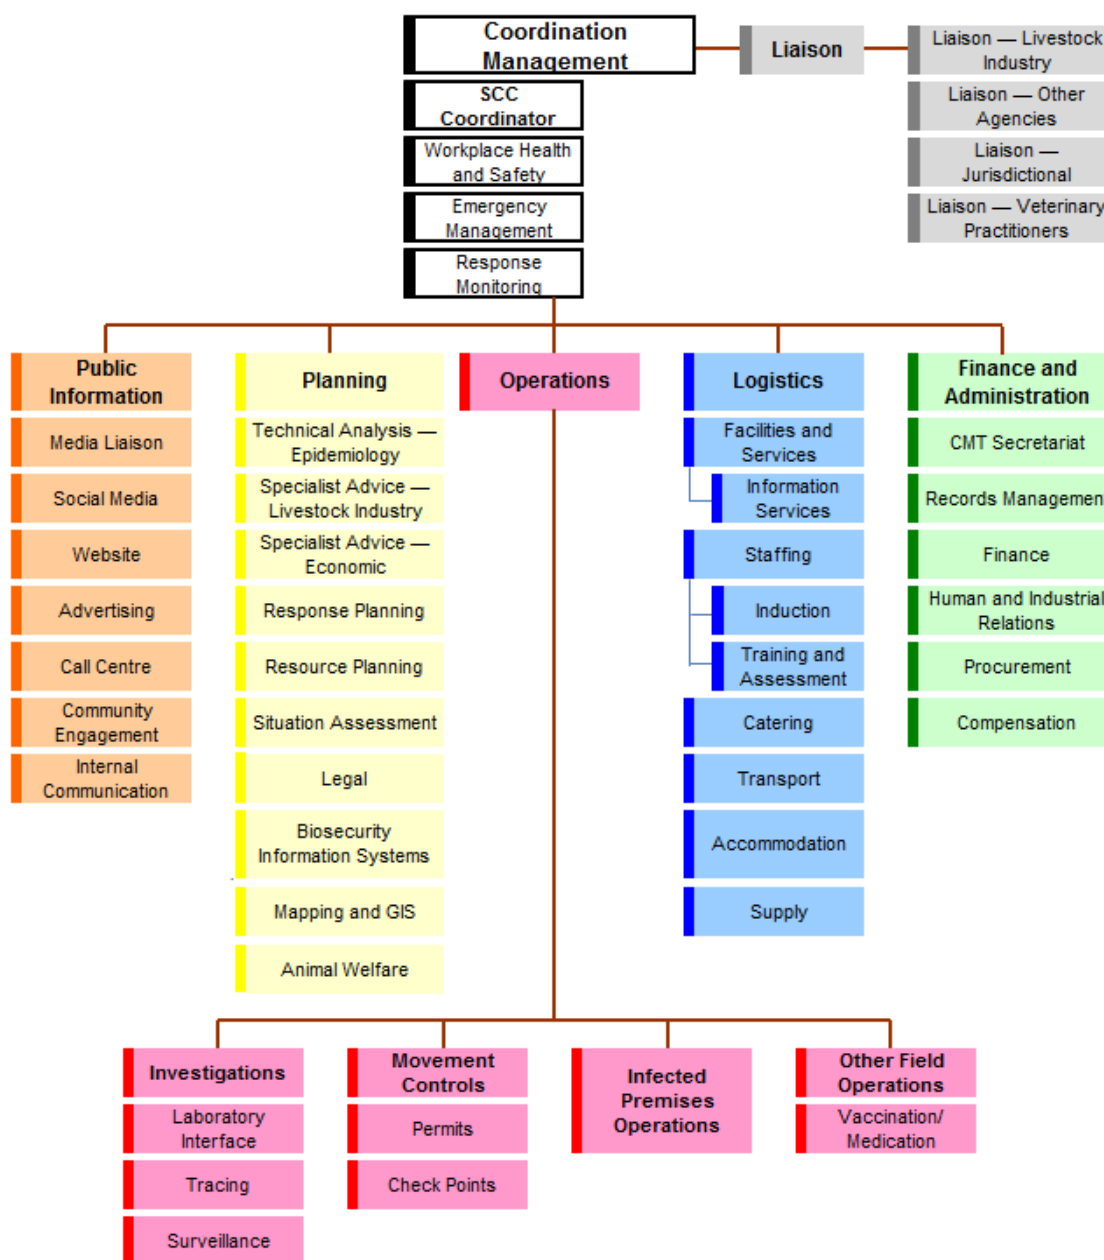 Coordination
Management
Liaison
Liaison — Livestock
Industry
SCC
Coordinator
Liaison — Other
Agencies
Workplace Health
and Safety
Liaison —
Jurisdictional
Emergency
Management
Liaison — Veterinary
Practitioners
Response
Monitoring
Public
Information
Media Liaison
Social Media
Website
Advertising
Call Centre
Community
Engagement
Internal
Communication
Planning
Technical Analysis —
Epidemiology
Specialist Advice —
Livestock Industry
Specialist Advice —
Economic
Response Planning
Resource Planning
Situation Assessment
Legal
Biosecurity
Information Systems
Mapping and GIS
Animal Welfare
Operations
Logistics
Facilities and
Services
Information
Services
Staffing
Induction
Training and
Assessment
Catering
Transport
Accommodation
Supply
Finance and
Administration
CMT Secretariat
Records Management
Finance
Human and Industrial
Relations
Procurement
Compensation
Investigations
Laboratory
Interface
Tracing
Surveillance
Movement
Controls
Permits
Check Points
Infected
Premises
Operations
Other Field
Operations
Vaccination/
Medication